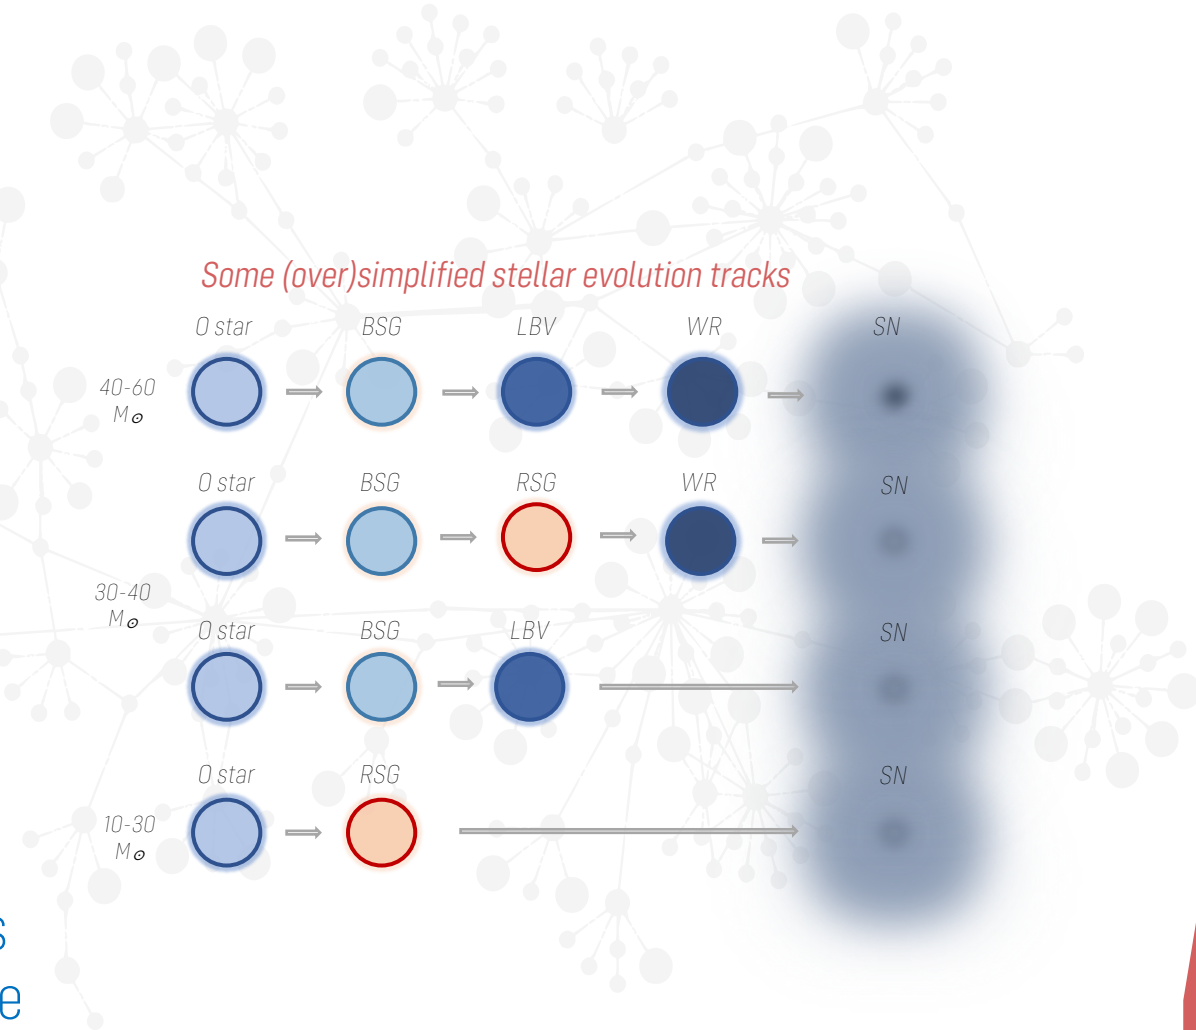 Some (over)simplified stellar evolution tracks
O star BSG LBV WR SN
40-60
M⊙
O star BSG RSG WR SN
30-40
M⊙
O star BSG LBV SN
O star RSG SN
10-30
M⊙
s
e